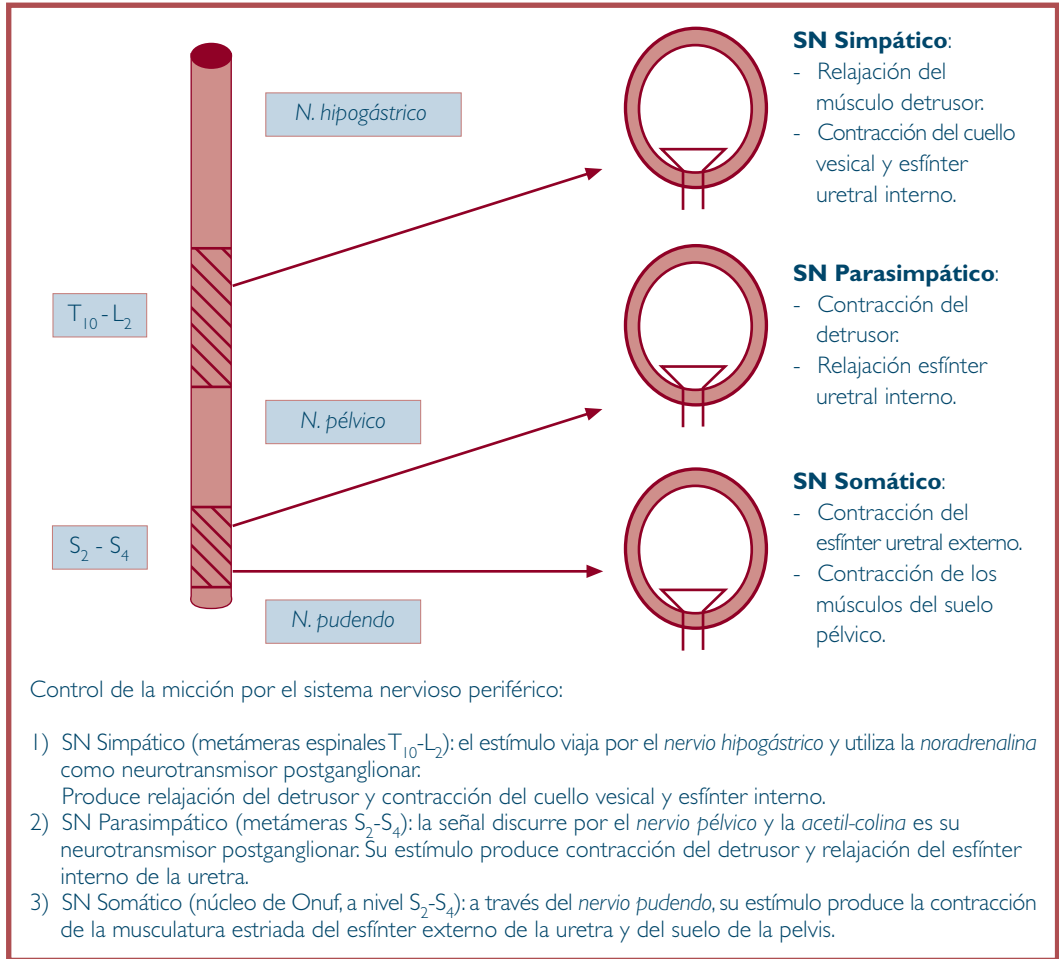 N. hipogástrico
T10 - L2
N. pélvico
S2 - S4
N. pudendo
SN Simpático:
- Relajación del
músculo detrusor.
- Contracción del cuello
vesical y esfínter
uretral interno.
SN Parasimpático:
- Contracción del
detrusor.
- Relajación esfínter
uretral interno.
SN Somático:
- Contracción del
esfínter uretral externo.
- Contracción de los
músculos del suelo
pélvico.
Control de la micción por el sistema nervioso periférico:
1) SN Simpático (metámeras espinales T10-L2): el estímulo viaja por el nervio hipogástrico y utiliza la noradrenalina
como neurotransmisor postganglionar.
Produce relajación del detrusor y contracción del cuello vesical y esfínter interno.
2) SN Parasimpático (metámeras S2-S4): la señal discurre por el nervio pélvico y la acetil-colina es su
neurotransmisor postganglionar. Su estímulo produce contracción del detrusor y relajación del esfínter
interno de la uretra.
3) SN Somático (núcleo de Onuf, a nivel S2-S4): a través del nervio pudendo, su estímulo produce la contracción
de la musculatura estriada del esfínter externo de la uretra y del suelo de la pelvis.